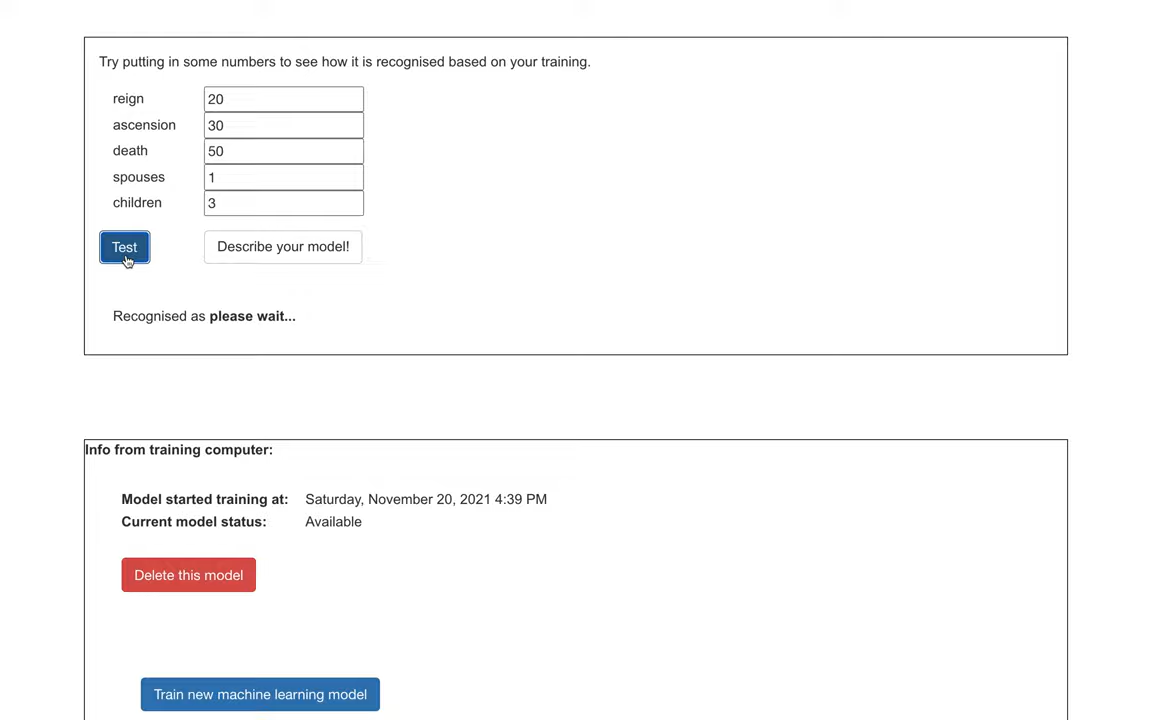 Try putting in some numbers to see how it is recognised based on your training.
reign 20
ascension 30
death 50
spouses 1
children 3
Test Describe your model!
Recognised as please wait...
Info from training computer:
Model started training at: Saturday, November 20, 2021 4:39 PM
Current model status: Available
Delete this model
Train new machine learning model